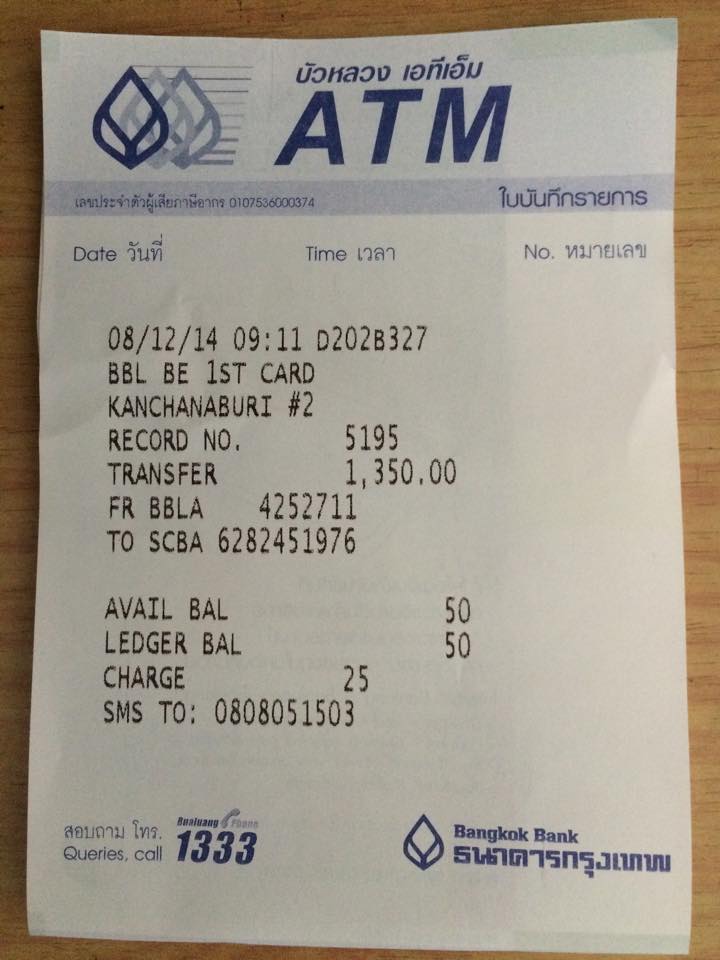 บัวหลวง เอทีเอ็ม
ATM
เลขประจำตัวผู้เสียภาษีอากร 0107536000374
ใบบันทึกรายการ
Date วันที่ Time เวลา No. หมายเลข
08/12/14 09:11 D202B327
BBL BE 1ST CARD
KANCHANABURI #2
RECORD NO. 5195
TRANSFER 1,350.00
FR BBLA 4252711
TO SCBA 6282451976
AVAIL BAL 50
LEDGER BAL 50
CHARGE 25
SMS TO: 0808051503
สอบถาม โทร.
Queries, call
Bualuang Phone
1333
Bangkok Bank
ธนาคารกรุงเทพ